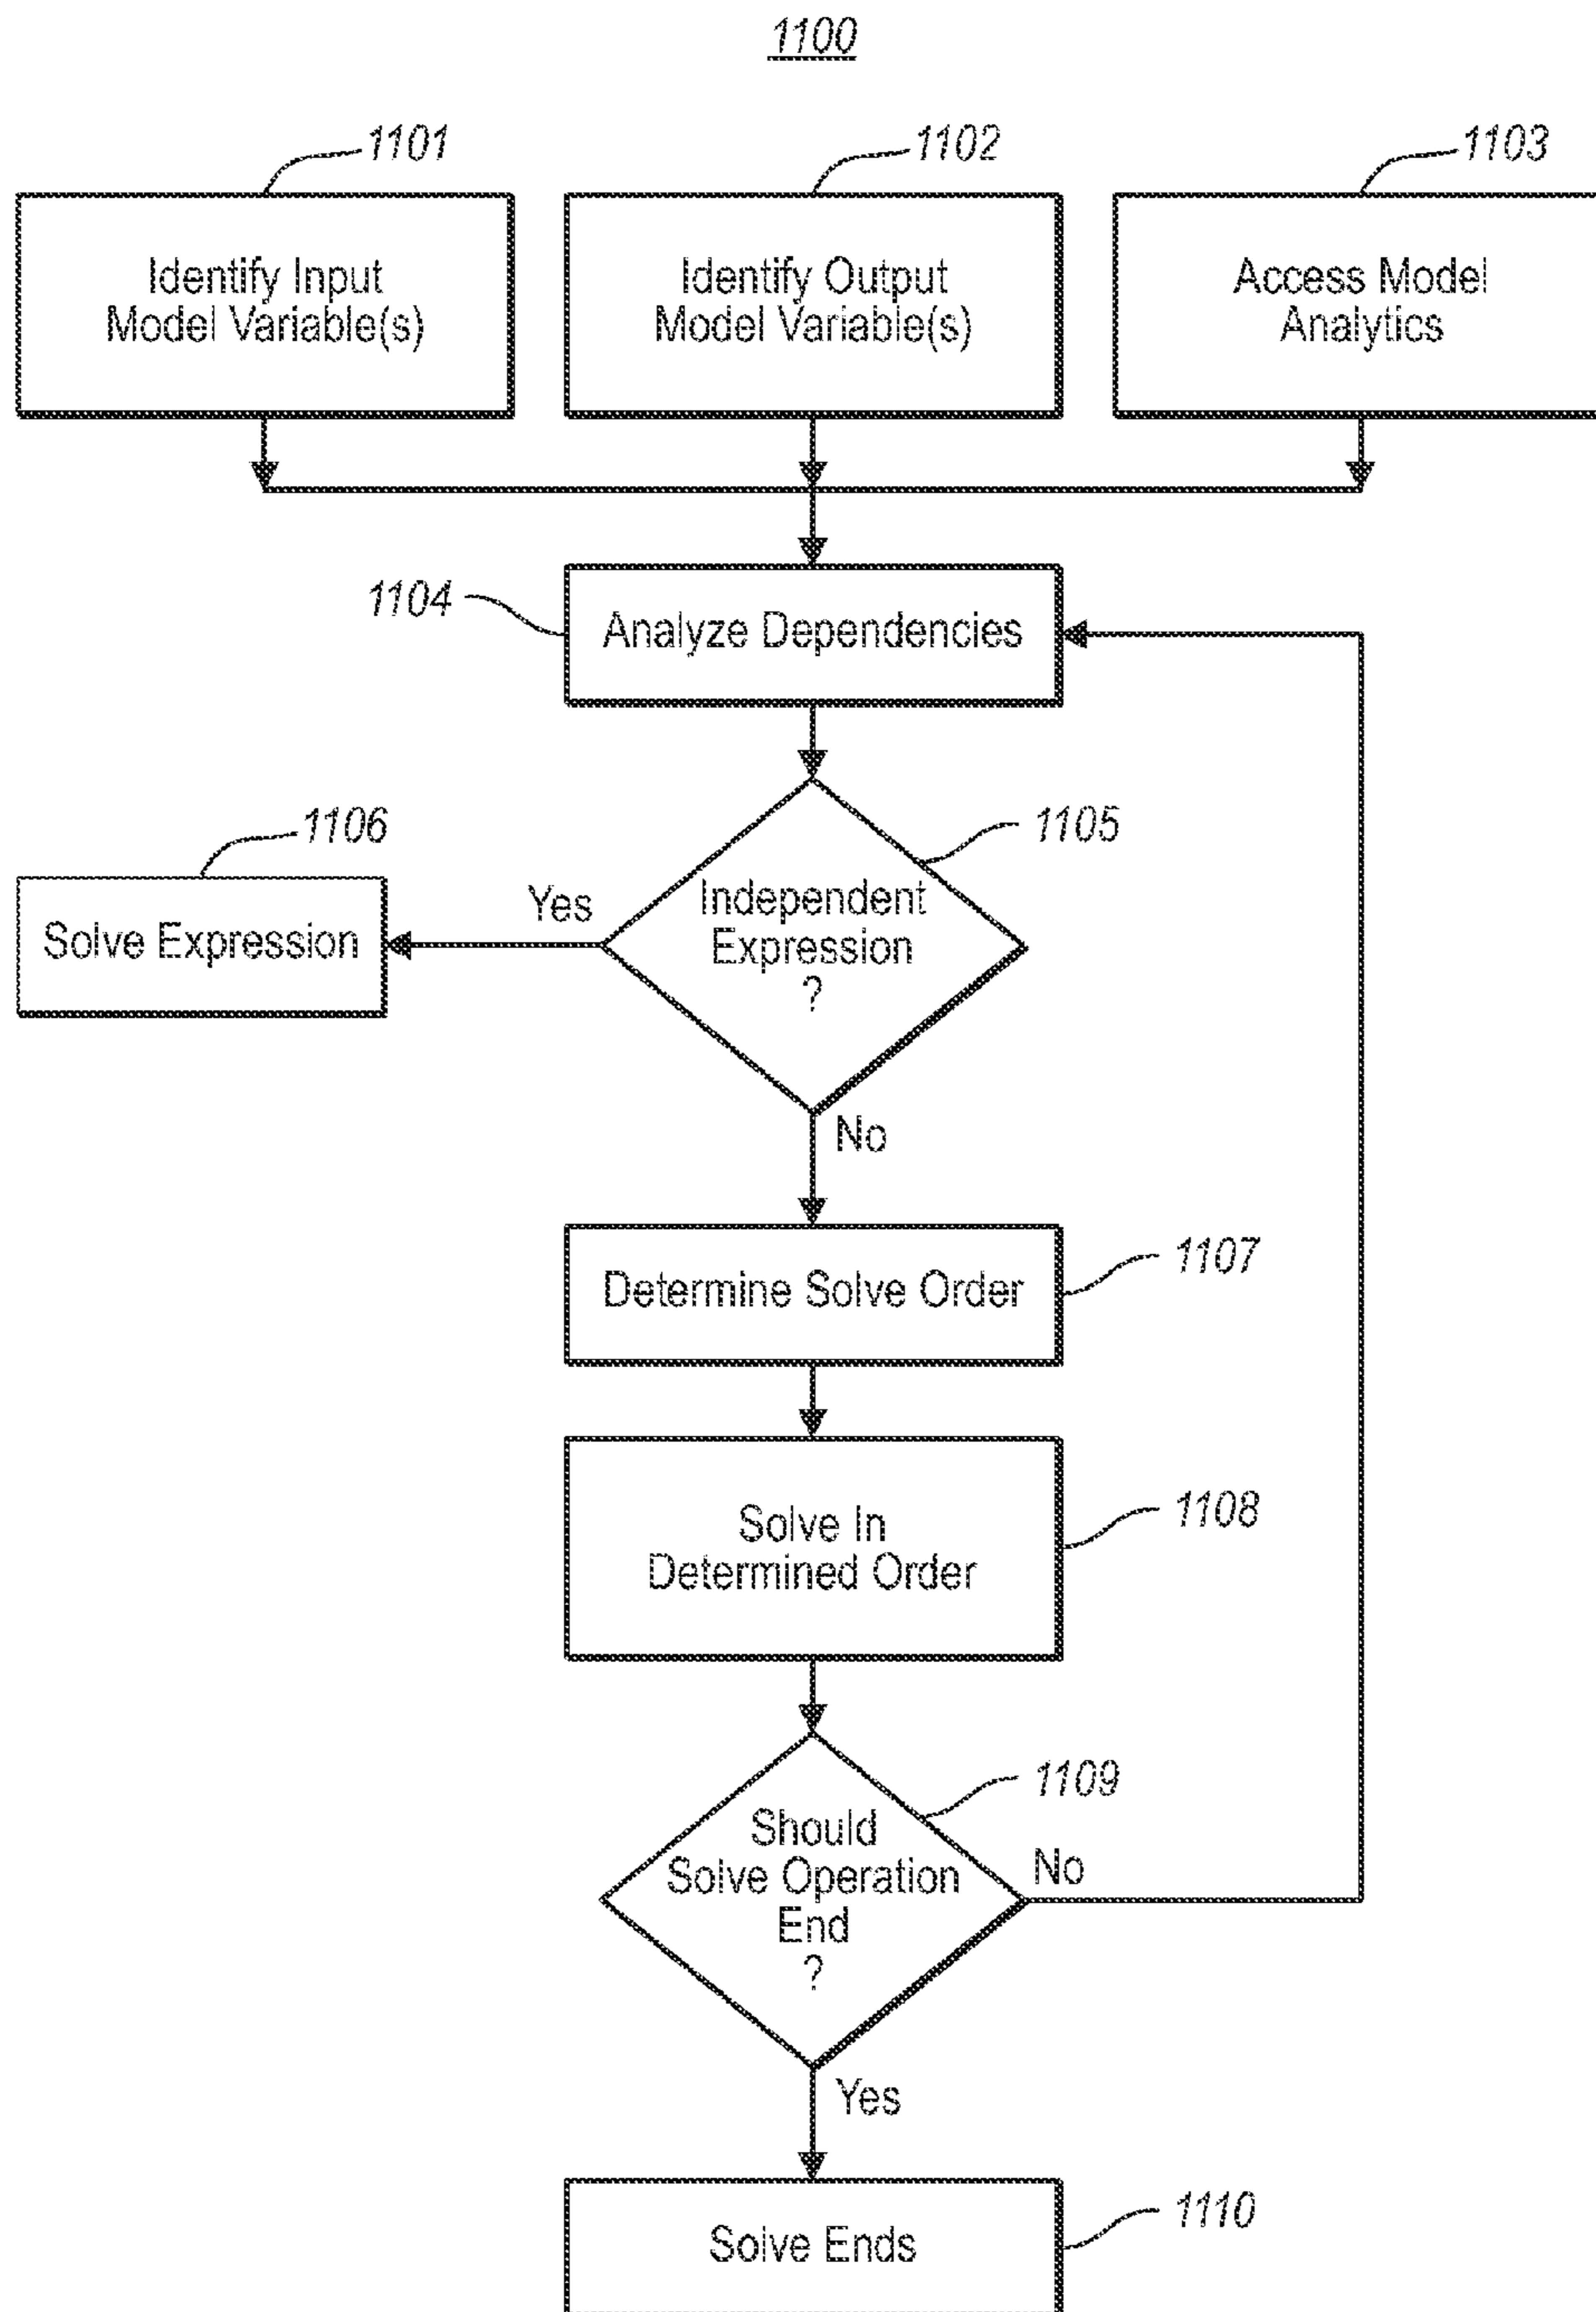 1100
1101
1102
1103
Identify Input
Model Variable(s)
Identify Output
Model Variable(s)
Access Model
Analytics
1104
Analyze Dependencies
1105
1106
Yes
Independent
Expression
?
Solve Expression
No
1107
Determine Solve Order
1108
Solve In
Determined Order
1109
Should
Solve Operation
End
?
No
Yes
1110
Solve Ends